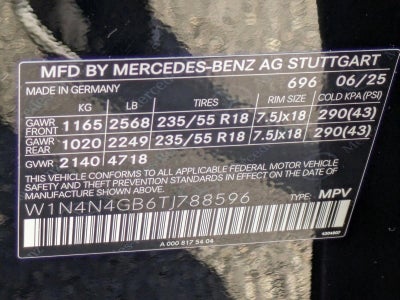 MFD BY MERCEDES-BENZ AG STUTTGART
MADE IN GERMANY 696 06/25
KG LB TIRES RIM SIZE COLD KPA(PSI)
GAWR FRONT 1165 2568 235/55 R18 7.5Jx18 290(43)
GAWR REAR 1020 2249 235/55 R18 7.5Jx18 290(43)
GVWR 2140 4718
THIS VEHICLE CONFORMS TO ALL APPLICABLE FEDERAL MOTOR VEHICLE
SAFETY/THEFT PREVENTION STANDARDS IN EFFECT ON THE DATE OF
MANUFACTURE SHOWN ABOVE.
W1N4N4GB6TJ788596 TYPE: MPV
A 000 817 54 04